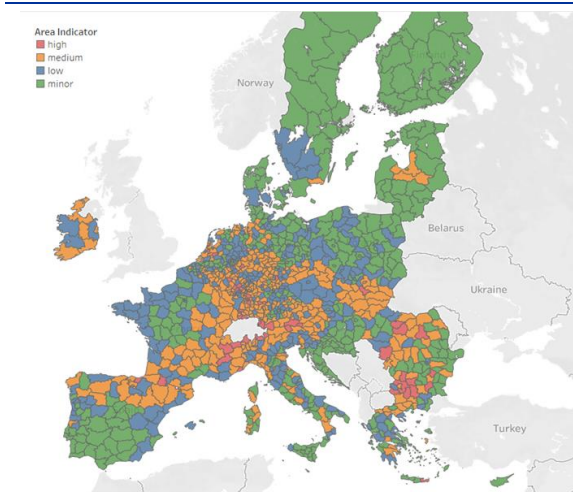 Area Indicator
high
medium
low
minor
Norway
Belarus
Ukraine
Turkey